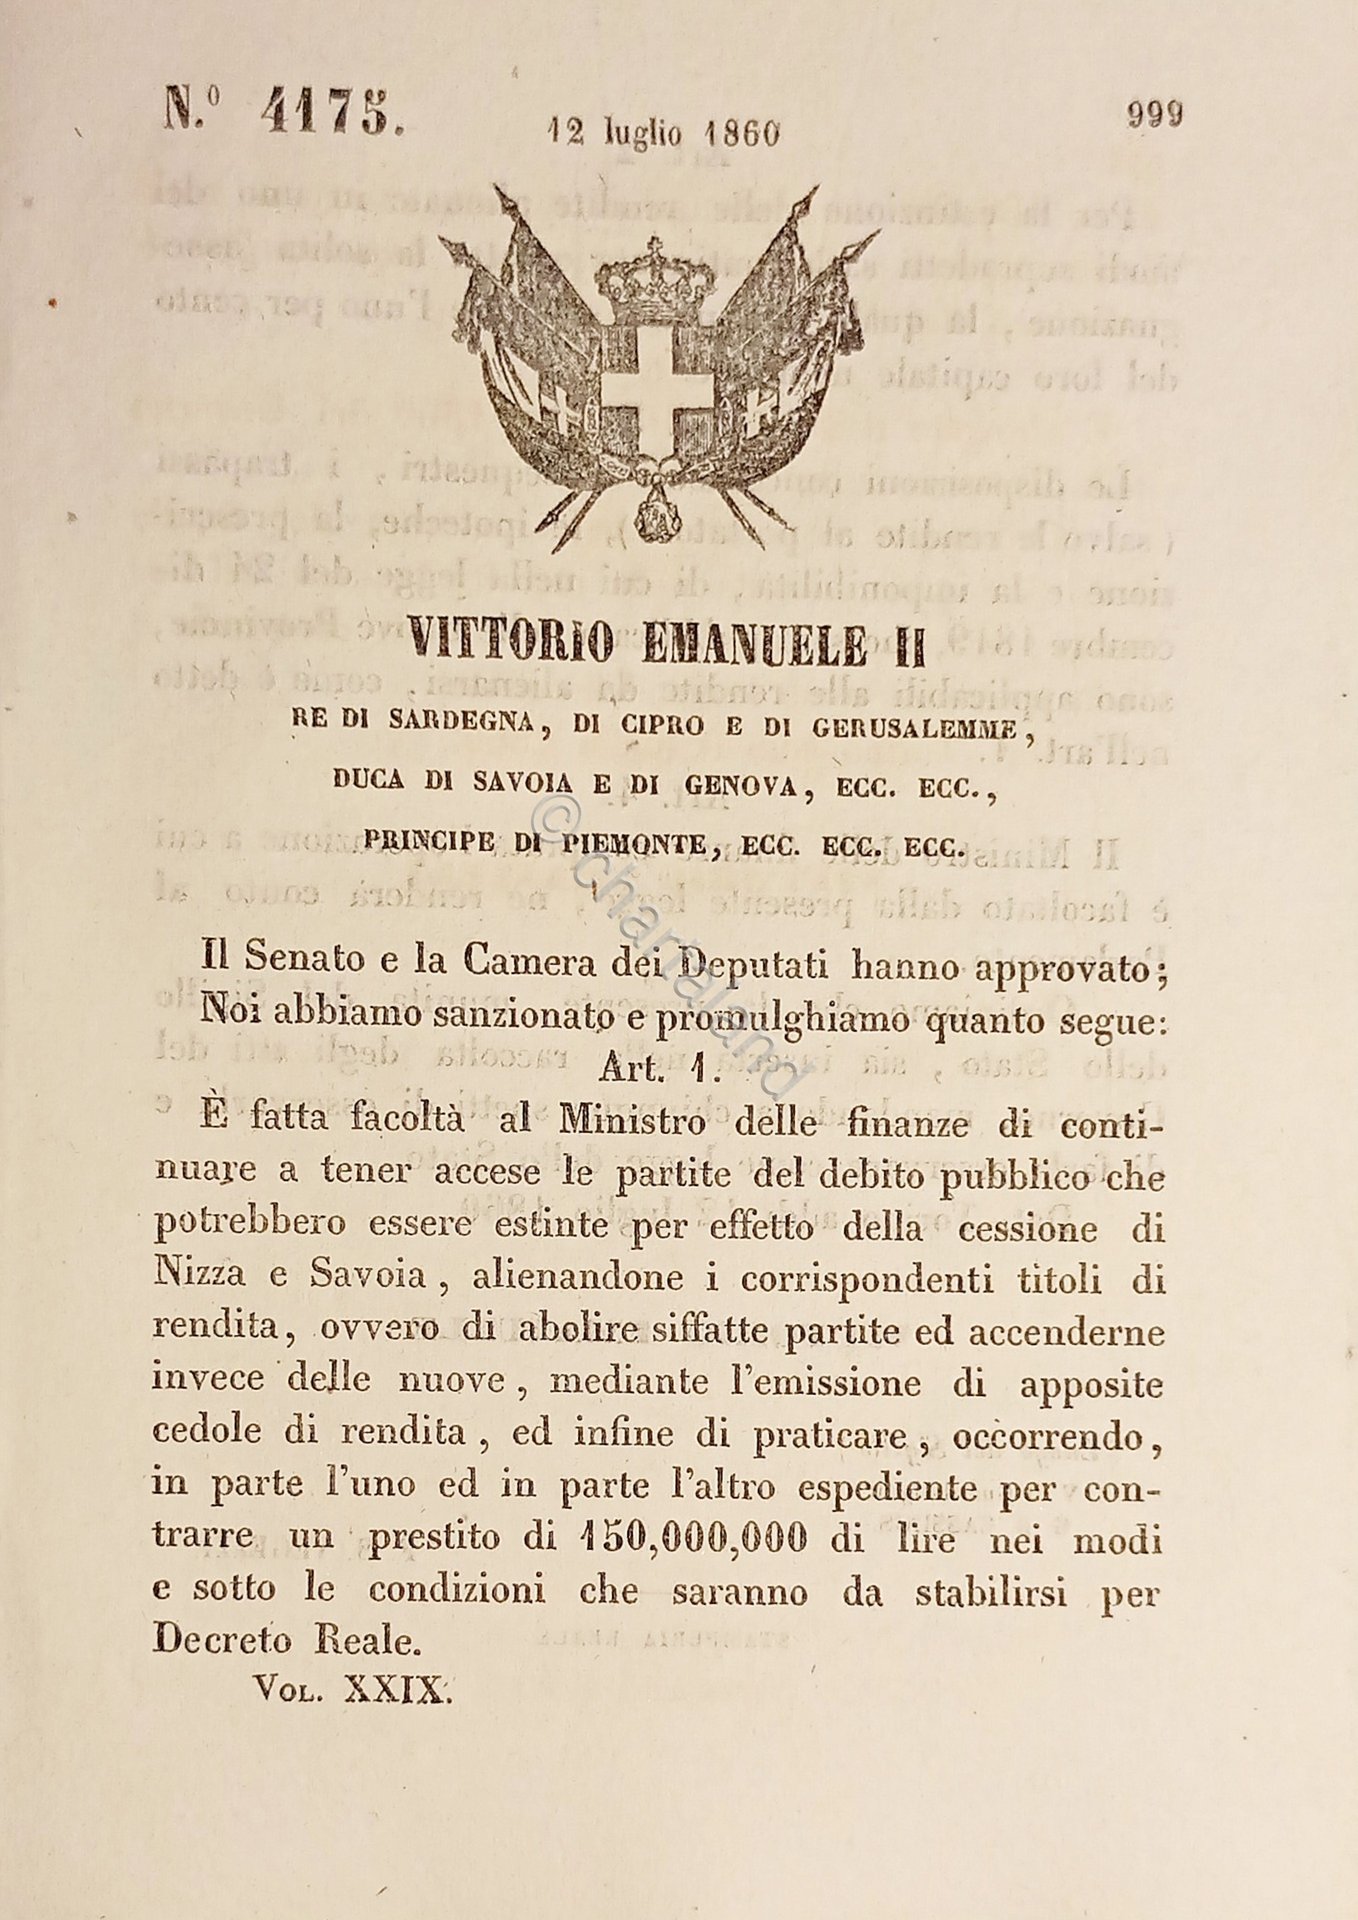 N.º 4175.
12 luglio 1860
999
VITTORIO EMANUELE II
RE DI SARDEGNA, DI CIPRO E DI GERUSALEMME,
DUCA DI SAVOIA E DI GENOVA, ECC. ECC.,
PRINCIPE DI PIEMONTE, ECC. ECC. ECC.
Il Senato e la Camera dei Deputati hanno approvato;
Noi abbiamo sanzionato e promulghiamo quanto segue:
Art. 1.
È fatta facoltà al Ministro delle finanze di conti-
nuare a tener accese le partite del debito pubblico che
potrebbero essere estinte per effetto della cessione di
Nizza e Savoia, alienandone i corrispondenti titoli di
rendita, ovvero di abolire siffatte partite ed accenderne
invece delle nuove, mediante l'emissione di apposite
cedole di rendita, ed infine di praticare, occorrendo,
in parte l'uno ed in parte l'altro espediente per con-
trarre un prestito di 150,000,000 di lire nei modi
e sotto le condizioni che saranno da stabilirsi per
Decreto Reale.
VOL. XXIX.
© chartaland